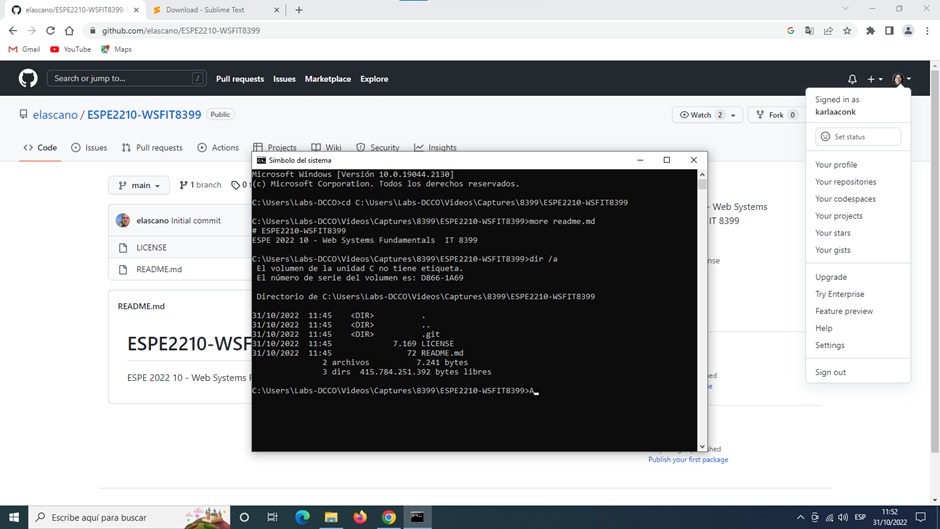 elascano/ESPE2210-WSFIT8399:
Download - Sublime Text
github.com/elascano/ESPE2210-WSFIT8399
Gmail
YouTube
Maps
Search or jump to...
/
Pull requests
Issues
Marketplace
Explore
elascano / ESPE2210-WSFIT8399
Public
Watch 2
Fork 0
Code
Issues
Pull requests
Actions
Projects
Wiki
Security
Insights
main
1 branch
elascano Initial commit
LICENSE
README.md
README.md
ESPE2210-WSF
ESPE 2022 10 - Web Systems F
Web Systems
IT 8399
Publish your first package
Signed in as
karlaaconk
Set status
Your profile
Your repositories
Your codespaces
Your projects
Your stars
Your gists
Upgrade
Try Enterprise
Feature preview
Help
Settings
Sign out
Símbolo del sistema
Microsoft Windows [Versión 10.0.19044.2130]
(c) Microsoft Corporation. Todos los derechos reservados.
C:\Users\Labs-DCCO>cd C:\Users\Labs-DCCO\Videos\Captures\8399\ESPE2210-WSFIT8399
C:\Users\Labs-DCCO\Videos\Captures\8399\ESPE2210-WSFIT8399>more readme.md
# ESPE2210-WSFIT8399
ESPE 2022 10 - Web Systems Fundamentals  IT 8399
C:\Users\Labs-DCCO\Videos\Captures\8399\ESPE2210-WSFIT8399>dir /a
El volumen de la unidad C no tiene etiqueta.
El número de serie del volumen es: D866-1A69
Directorio de C:\Users\Labs-DCCO\Videos\Captures\8399\ESPE2210-WSFIT8399
31/10/2022  11:45    <DIR>          .
31/10/2022  11:45    <DIR>          ..
31/10/2022  11:45    <DIR>          .git
31/10/2022  11:45             7.169 LICENSE
31/10/2022  11:45                72 README.md
2 archivos          7.241 bytes
3 dirs  415.784.251.392 bytes libres
C:\Users\Labs-DCCO\Videos\Captures\8399\ESPE2210-WSFIT8399>A
Escribe aquí para buscar
ESP
11:52
31/10/2022